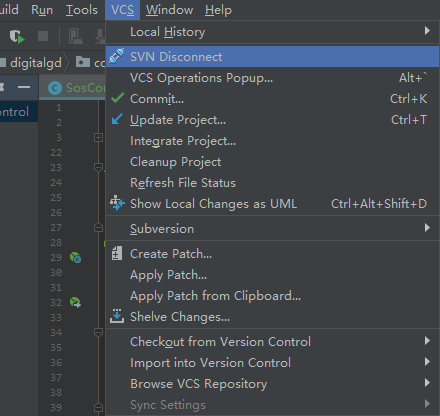 uild Run Tools VCS Window Help
Local History
SVN Disconnect
digitalgd co
VCS Operations Popup... Alt+`
Commit... Ctrl+K
SosCo
Update Project... Ctrl+T
ontrol
1
2
Integrate Project...
3
Cleanup Project
22
23
Refresh File Status
24
Show Local Changes as UML Ctrl+Alt+Shift+D
25
26
Subversion
27
28
Create Patch...
29
30
Apply Patch...
31
Apply Patch from Clipboard...
32
33
Shelve Changes...
34
Checkout from Version Control
35
36
Import into Version Control
37
Browse VCS Repository
38
Sync Settings
39